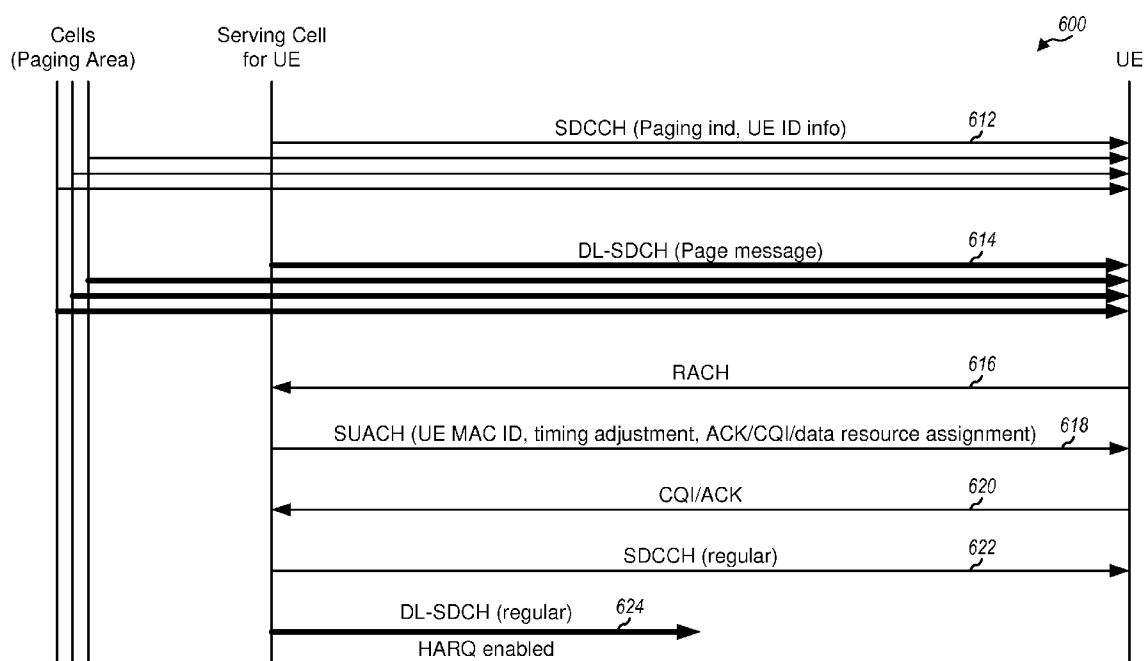 Cells
(Paging Area)
Serving Cell
for UE
600
UE
SDCCH (Paging ind, UE ID info)
612
DL-SDCH (Page message)
614
RACH
616
SUACH (UE MAC ID, timing adjustment, ACK/CQI/data resource assignment)
618
CQI/ACK
620
SDCCH (regular)
622
DL-SDCH (regular)
624
HARQ enabled